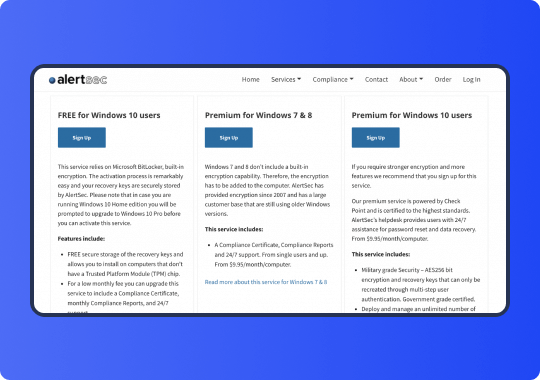 alertsec
Home Services Compliance Contact About Order Log In
FREE for Windows 10 users
Sign Up
This service relies on Microsoft BitLocker, built-in
encryption. The activation process is remarkably
easy and your recovery keys are securely stored
by AlertSec. Please note that in case you are
running Windows 10 Home edition you will be
prompted to upgrade to Windows 10 Pro before
you can activate this service.
Features include:
• FREE secure storage of the recovery keys and
allows you to install on computers that don't
have a Trusted Platform Module (TPM) chip.
• For a low monthly fee you can upgrade this
service to include a Compliance Certificate,
monthly Compliance Reports, and 24/7
support.
Premium for Windows 7 & 8
Sign Up
Windows 7 and 8 don't include a built-in
encryption capability. Therefore, the encryption
has to be added to the computer. AlertSec has
provided encryption since 2007 and has a large
customer base that are still using older Windows
versions.
This service includes:
• A Compliance Certificate, Compliance Reports
and 24/7 support. From single users and up.
From $9.95/month/computer.
Read more about this service for Windows 7 & 8
Premium for Windows 10 users
Sign Up
If you require stronger encryption and more
features we recommend that you sign up for this
service.
Our premium service is powered by Check
Point and is certified to the highest standards.
AlertSec's helpdesk provides users with 24/7
assistance for password reset and data recovery.
From $9.95/month/computer.
This service includes:
• Military grade Security – AES256 bit
encryption and recovery keys that can only be
recreated through multi-step user
authentication. Government grade certified.
• Deploy and manage an unlimited number of